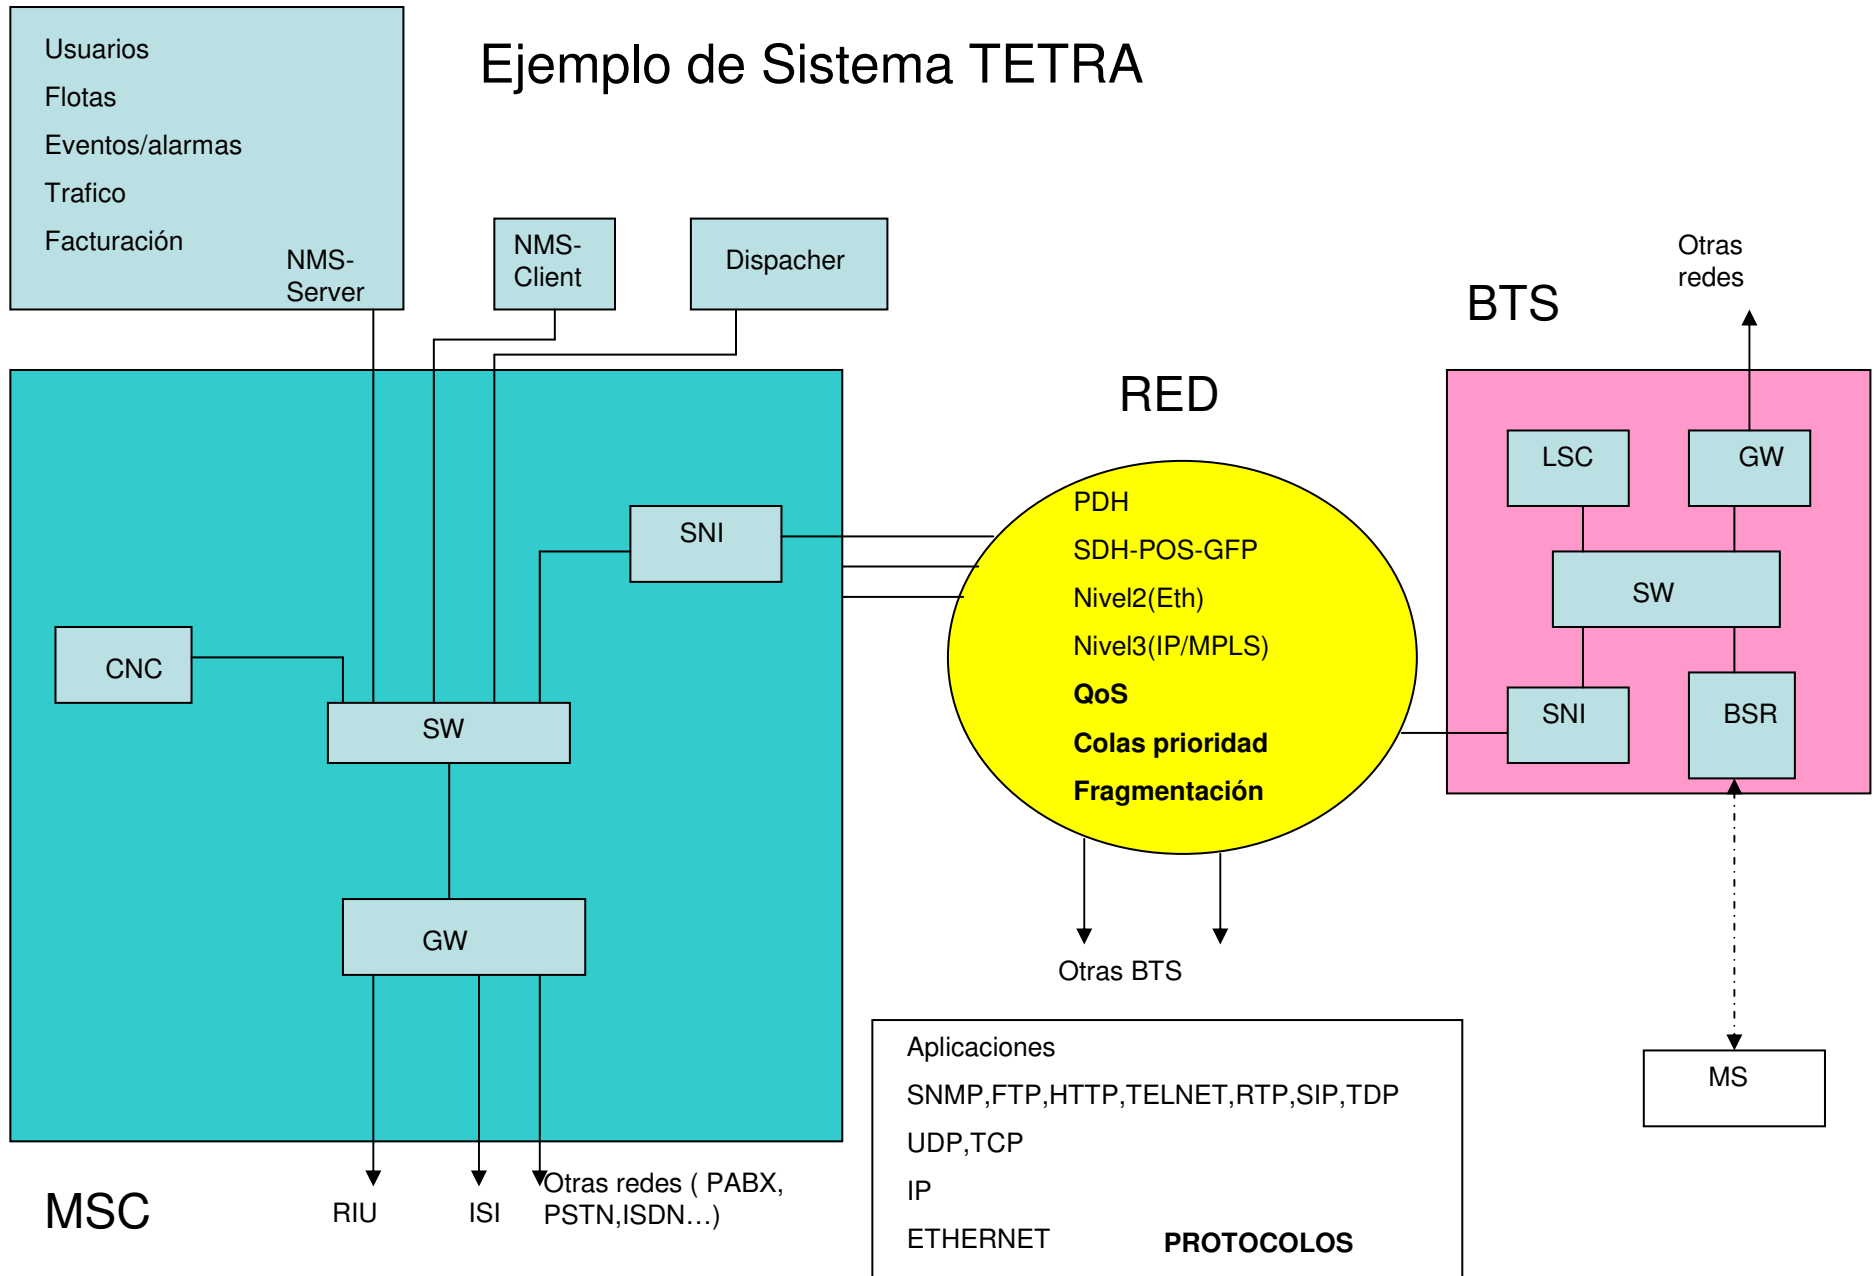 Ejemplo de Sistema TETRA
Usuarios
Flotas
Eventos/alarmas
Trafico
Facturación
NMS-
Server
NMS-
Client
Dispacher
Otras
redes
BTS
RED
LSC
GW
SW
SNI
BSR
SNI
CNC
SW
GW
PDH
SDH-POS-GFP
Nivel2(Eth)
Nivel3(IP/MPLS)
QoS
Colas prioridad
Fragmentación
Otras BTS
MS
MSC
RIU
ISI
Otras redes ( PABX,
PSTN,ISDN…)
Aplicaciones
SNMP,FTP,HTTP,TELNET,RTP,SIP,TDP
UDP,TCP
IP
ETHERNET
PROTOCOLOS